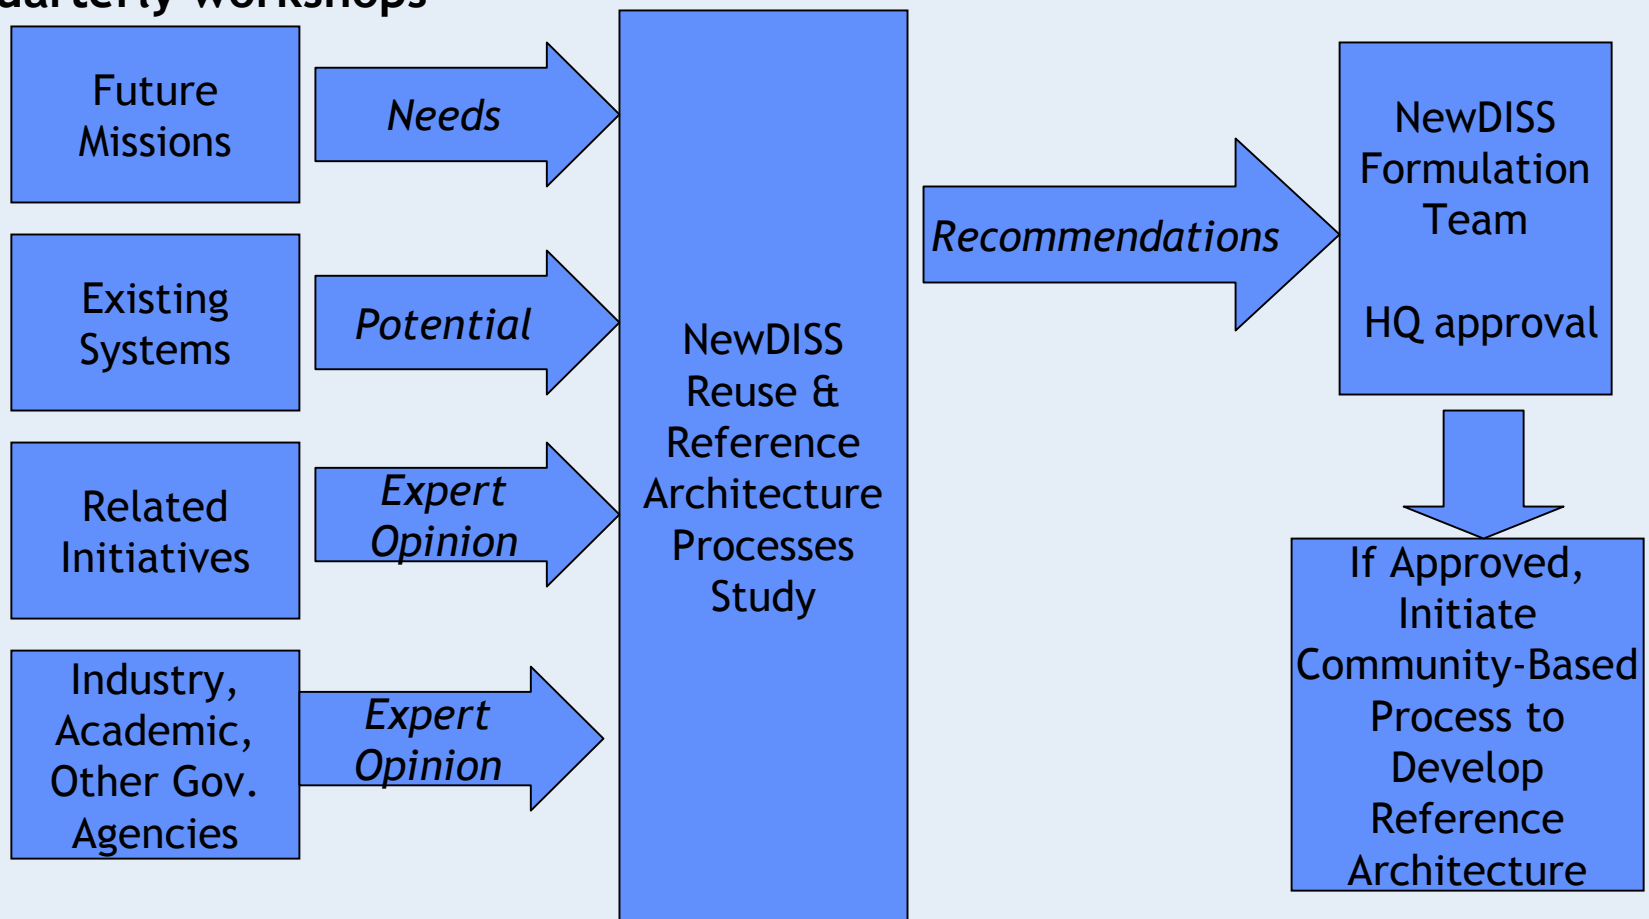 workshops
Future
Missions
Needs
Existing
Systems
Potential
Related
Initiatives
Expert
Opinion
Industry,
Academic,
Other Gov.
Agencies
Expert
Opinion
NewDISS
Reuse &
Reference
Architecture
Processes
Study
Recommendations
NewDISS
Formulation
Team
HQ approval
If Approved,
Initiate
Community-Based
Process to
Develop
Reference
Architecture